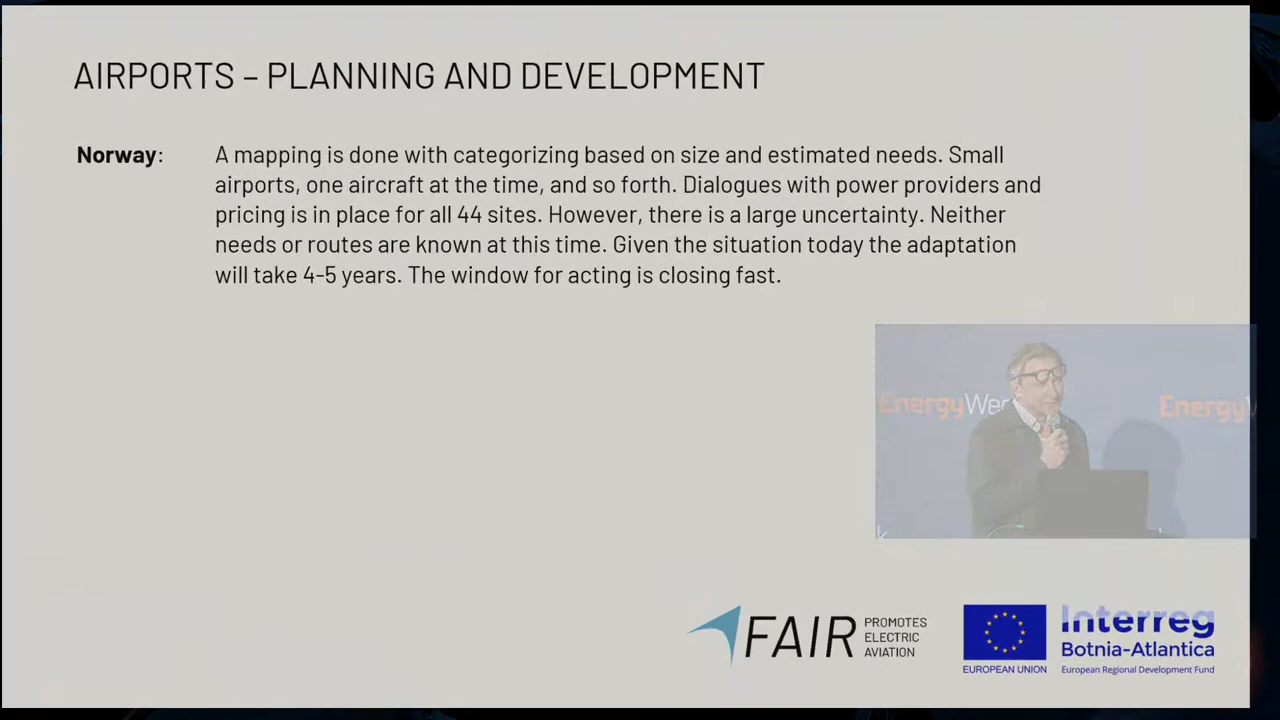 AIRPORTS – PLANNING AND DEVELOPMENT
Norway: A mapping is done with categorizing based on size and estimated needs. Small
airports, one aircraft at the time, and so forth. Dialogues with power providers and
pricing is in place for all 44 sites. However, there is a large uncertainty. Neither
needs or routes are known at this time. Given the situation today the adaptation
will take 4-5 years. The window for acting is closing fast.
EnergyWee
EnergyW
k
FAIR
PROMOTES
ELECTRIC
AVIATION
EUROPEAN UNION
Interreg
Botnia-Atlantica
European Regional Development Fund